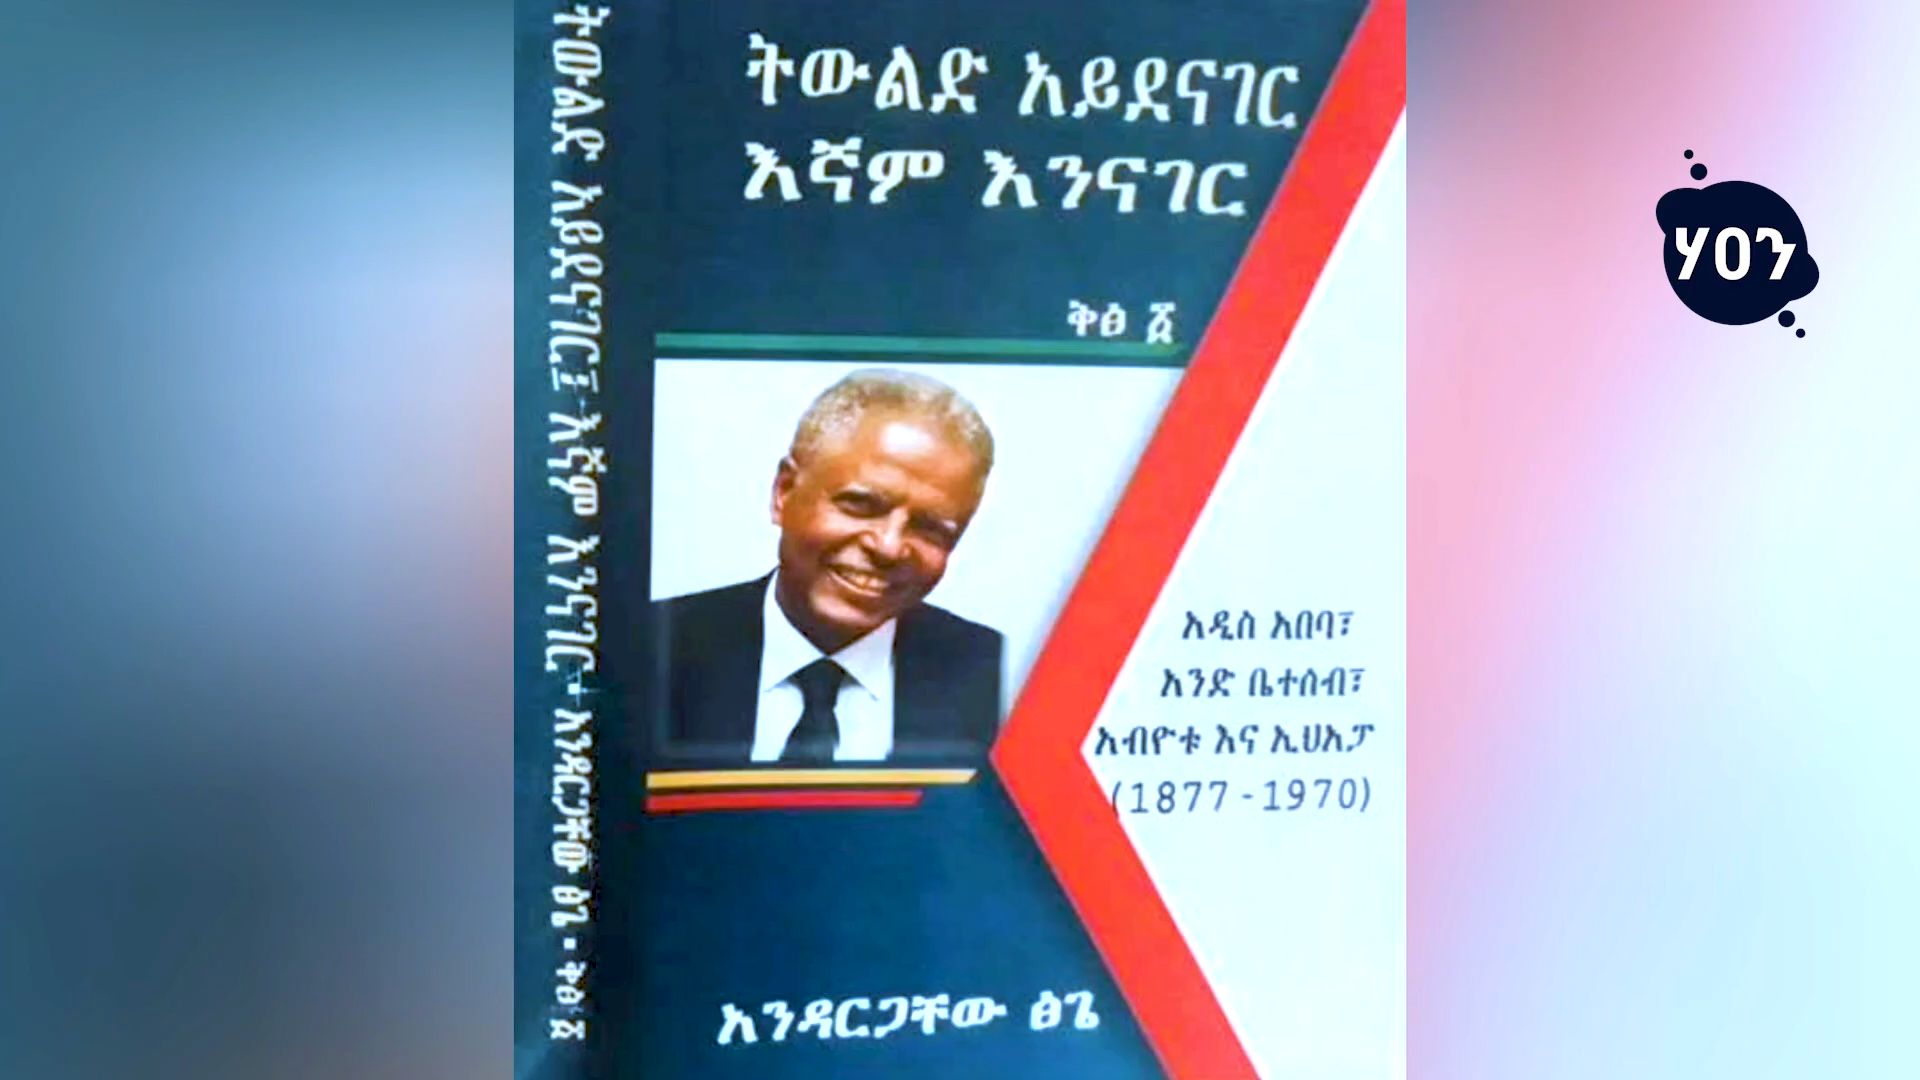 ትውልድ አይደናገር
እኛም እንናገር
ቅፅ ፩
አዲስ አበባ፣
አንድ ቤተሰብ፣
አብዮቱ እና ኢህአፓ
(1877-1970)
አንዳርጋቸው ፅጌ
ትውልድ አይደናገር፣ እኛም እንናገር • አንዳርጋቸው ፅጌ • ቅፅ ፩
ሃሳብ